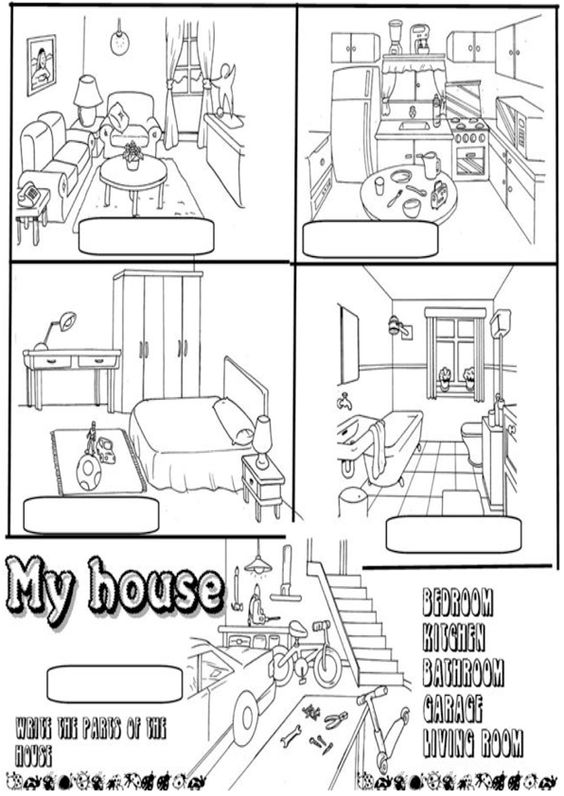 My house
WRITE THE PARTS OF THE
HOUSE
BEDROOM
KITCHEN
BATHROOM
GARAGE
LIVING ROOM